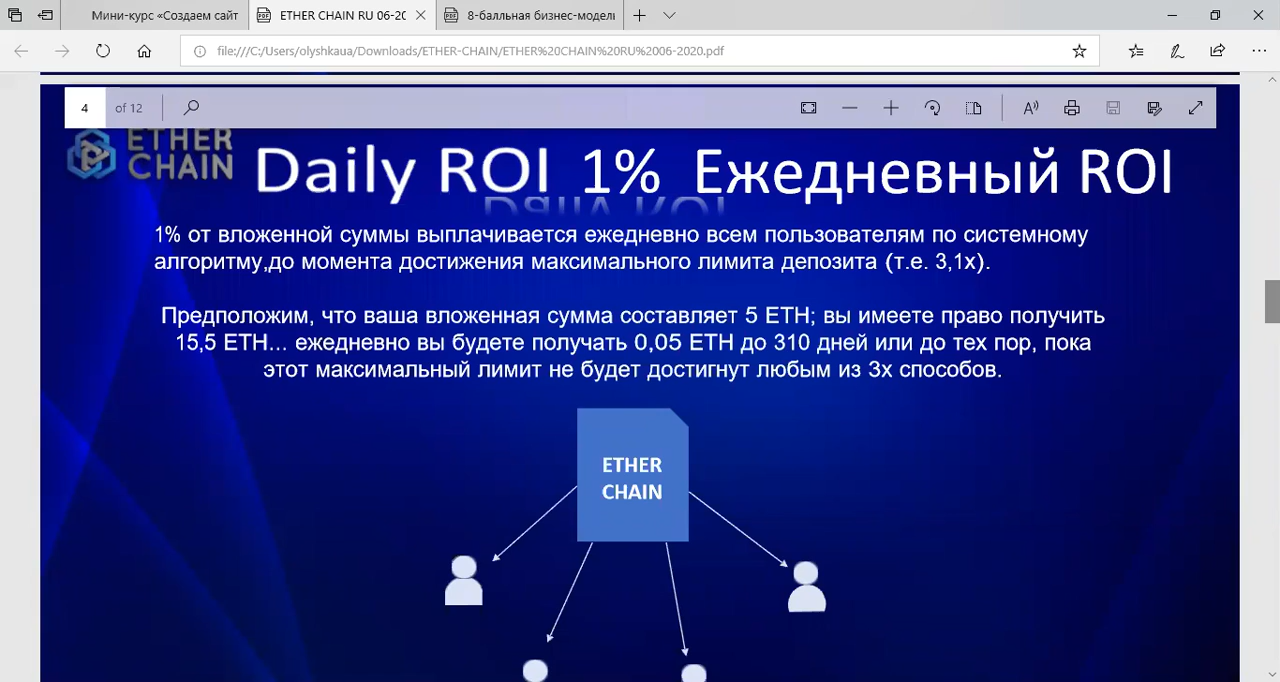 Мини-курс «Создаем сайт
ETHER CHAIN RU 06-20
8-балльная бизнес-модель
file:///C:/Users/olyshkaua/Downloads/ETHER-CHAIN/ETHER%20CHAIN%20RU%2006-2020.pdf
4 of 12
ETHER
CHAIN
Daily ROI 1% Ежедневный ROI
1% от вложенной суммы выплачивается ежедневно всем пользователям по системному
алгоритму,до момента достижения максимального лимита депозита (т.е. 3,1x).
Предположим, что ваша вложенная сумма составляет 5 ETH; вы имеете право получить
15,5 ETH... ежедневно вы будете получать 0,05 ETH до 310 дней или до тех пор, пока
этот максимальный лимит не будет достигнут любым из 3х способов.
ETHER
CHAIN